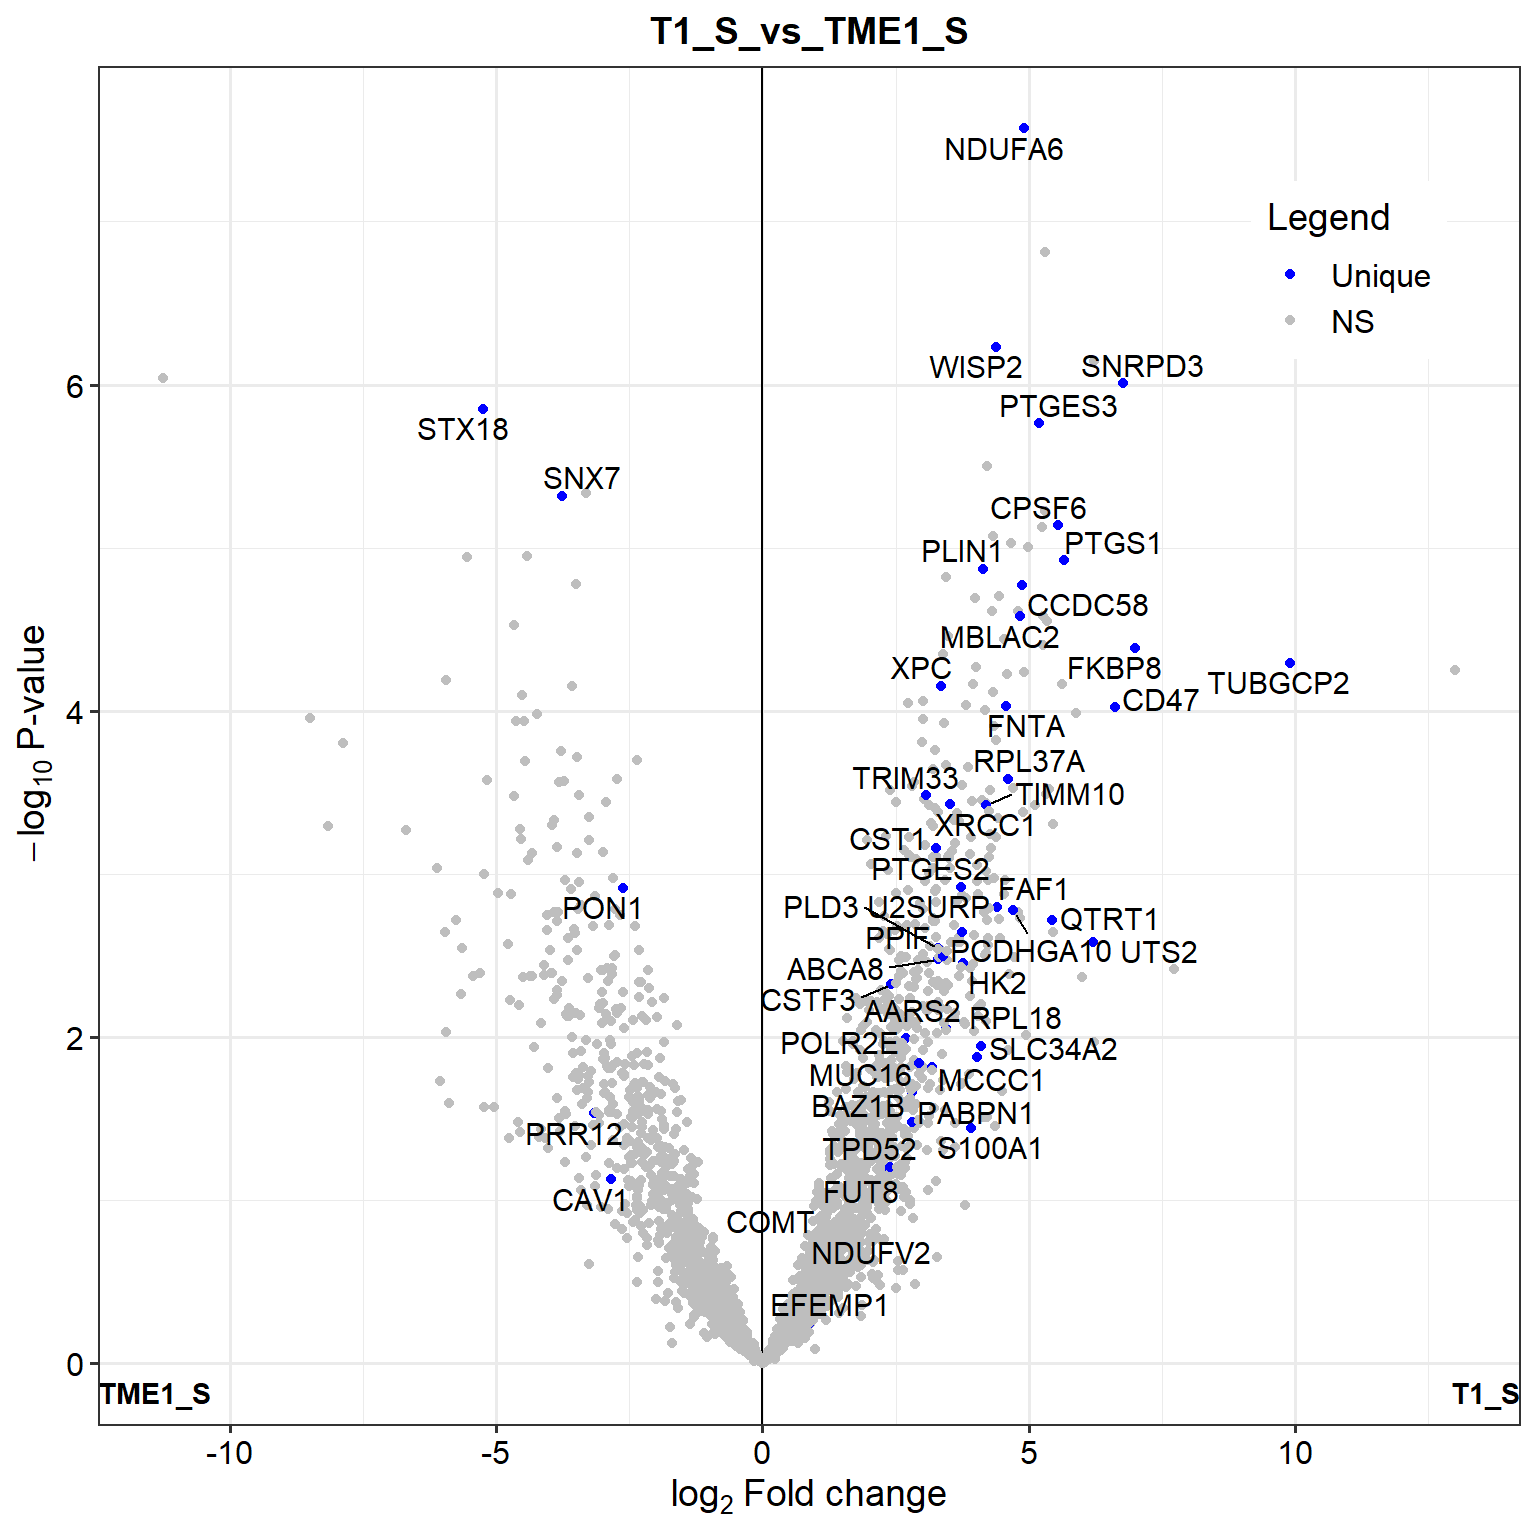 T1_S_vs_TME1_S
NDUFA6
Legend
Unique
NS
WISP2
SNRPD3
PTGES3
STX18
SNX7
CPSF6
PTGS1
PLIN1
CCDC58
MBLAC2
XPC
FKBP8
TUBGCP2
CD47
FNTA
RPL37A
TRIM33
TIMM10
XRCC1
CST1
PTGES2
FAF1
PLD3
U2SURP
PON1
QTRT1
PPIF
PCDHGA10
UTS2
ABCA8
HK2
CSTF3
AARS2
RPL18
POLR2E
SLC34A2
MUC16
MCCC1
BAZ1B
PABPN1
PRR12
TPD52
S100A1
CAV1
FUT8
COMT
NDUFV2
EFEMP1
TME1_S
T1_S
6
4
2
0
-10
-5
0
5
10
−log10 P-value
log2 Fold change